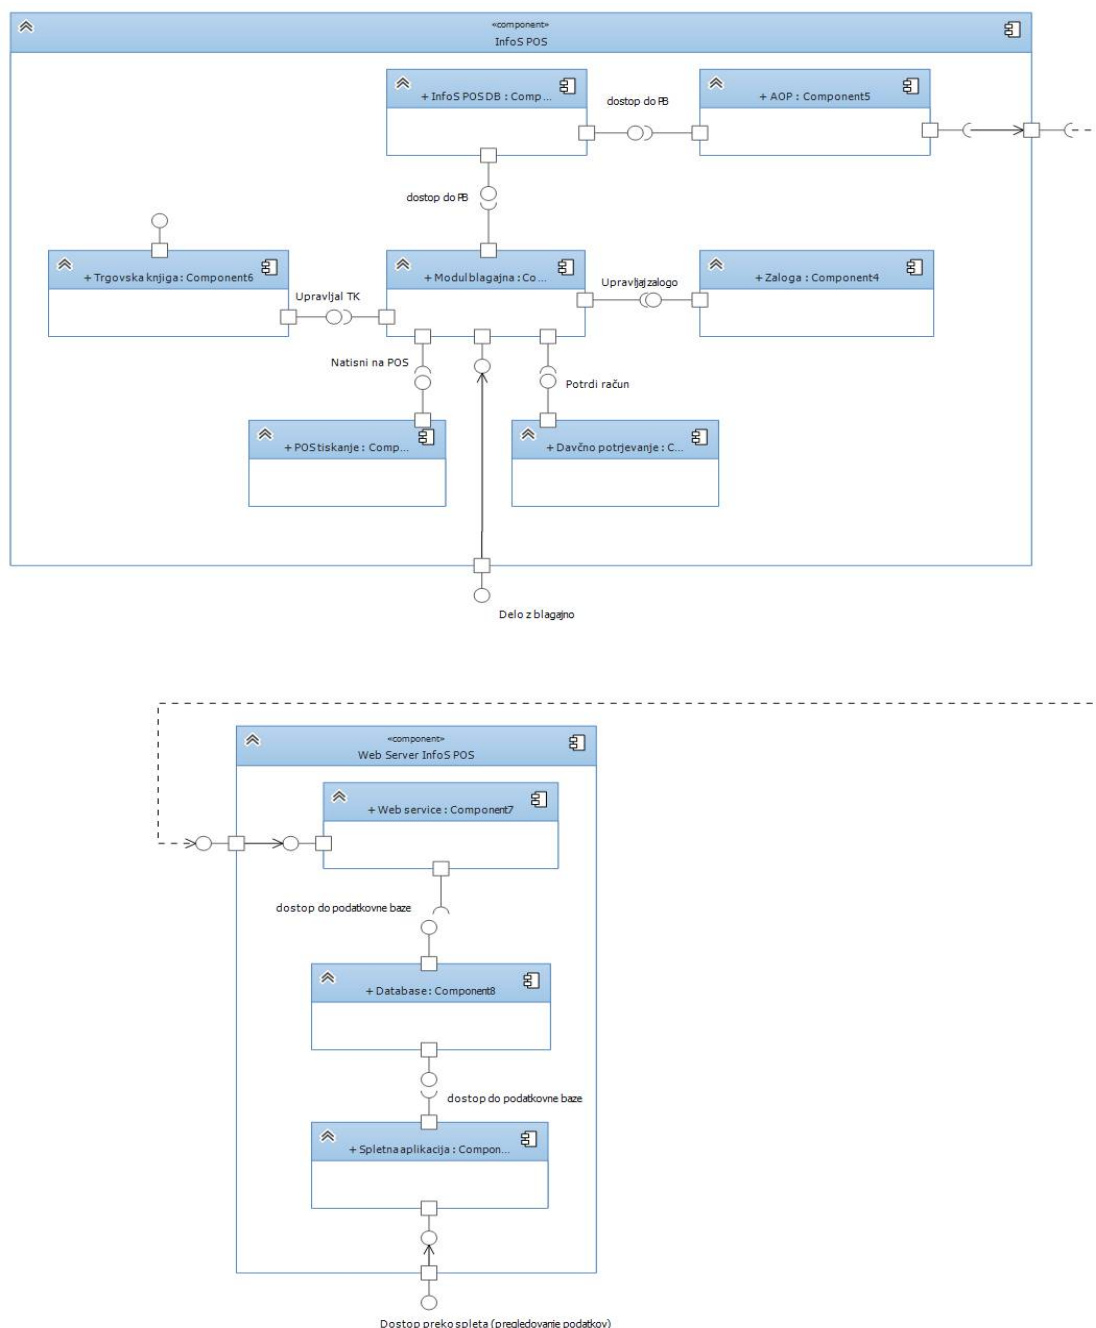 «component»
InfoS POS
+ InfoS POSDB : Comp...
dostop do PB
+ AOP : Component5
dostop do PB
+ Trgovska knjiga : Component6
+ Modul blagajna : Co...
Upravljaj zalogo
+ Zaloga : Component4
Upravljal TK
Natisni na POS
Potrdi račun
+ POS tiskanje : Comp...
+ Davčno potrjevanje : C...
Delo z blagajno
«component»
Web Server InfoS POS
+ Web service : Component7
dostop do podatkovne baze
+ Database : Component8
dostop do podatkovne baze
+ Spletna aplikacija : Compon...
Dostop preko spleta (pregledovanje podatkov)